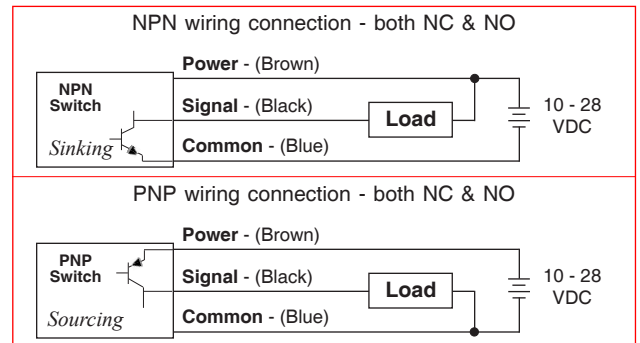 NPN wiring connection - both NC & NO
Power - (Brown)
NPN
Switch
Signal - (Black)
Load
10 - 28
VDC
Sinking
Common - (Blue)
PNP wiring connection - both NC & NO
Power - (Brown)
PNP
Switch
Signal - (Black)
Load
10 - 28
VDC
Sourcing
Common - (Blue)